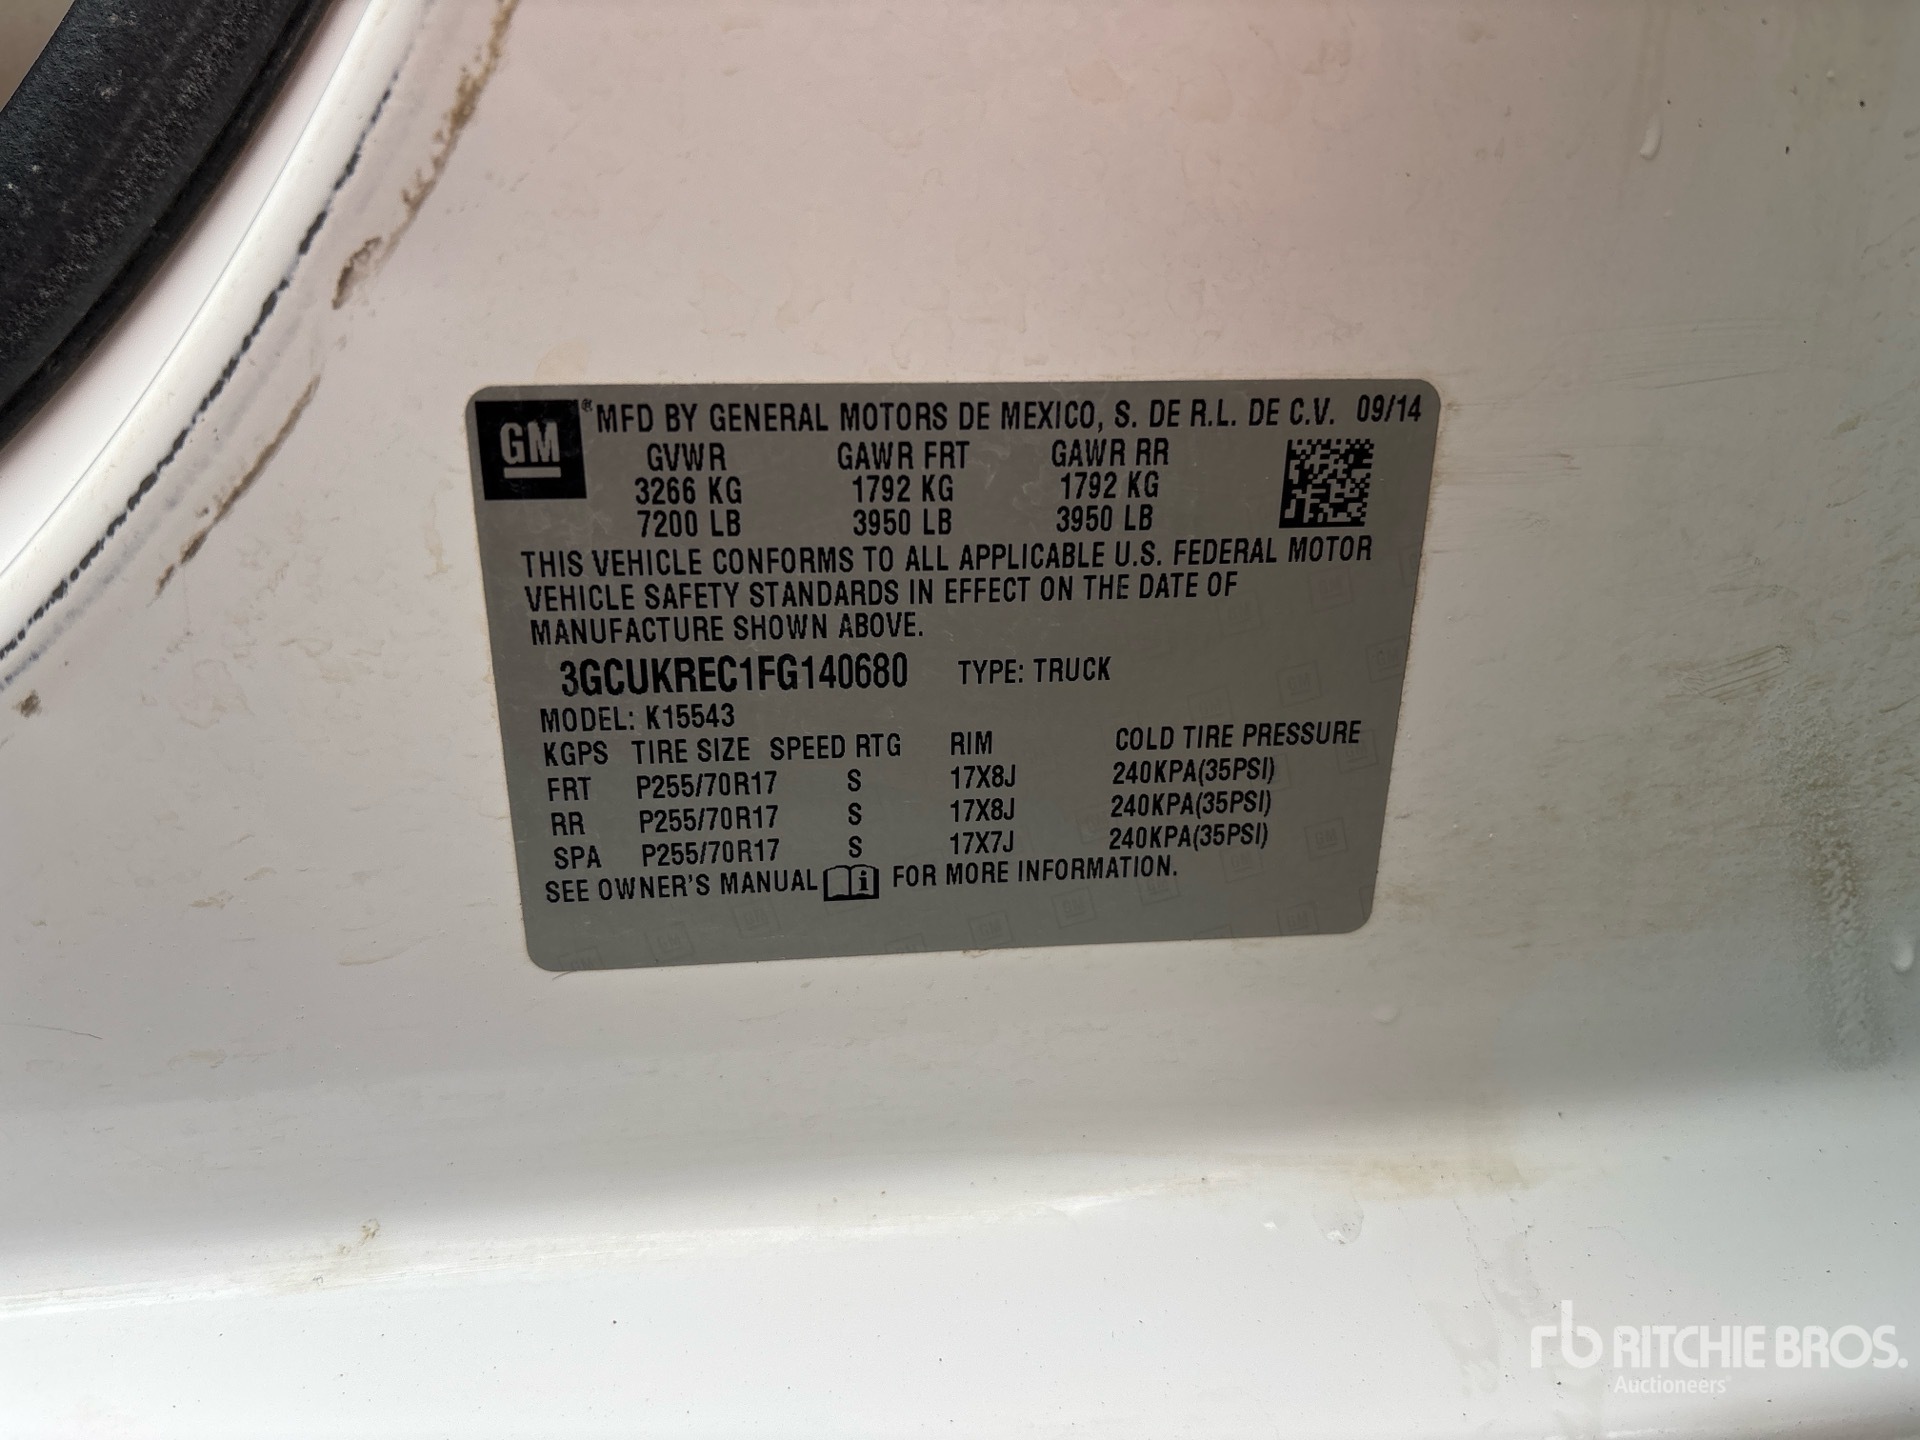 GM ® MFD BY GENERAL MOTORS DE MEXICO, S. DE R.L. DE C.V. 09/14
GVWR GAWR FRT GAWR RR
3266 KG 1792 KG 1792 KG
7200 LB 3950 LB 3950 LB
THIS VEHICLE CONFORMS TO ALL APPLICABLE U.S. FEDERAL MOTOR
VEHICLE SAFETY STANDARDS IN EFFECT ON THE DATE OF
MANUFACTURE SHOWN ABOVE.
3GCUKREC1FG140680 TYPE: TRUCK
MODEL: K15543
KGPS TIRE SIZE SPEED RTG RIM COLD TIRE PRESSURE
FRT P255/70R17 S 17X8J 240KPA(35PSI)
RR P255/70R17 S 17X8J 240KPA(35PSI)
SPA P255/70R17 S 17X7J 240KPA(35PSI)
SEE OWNER'S MANUAL i FOR MORE INFORMATION.
rb RITCHIE BROS.
Auctioneers